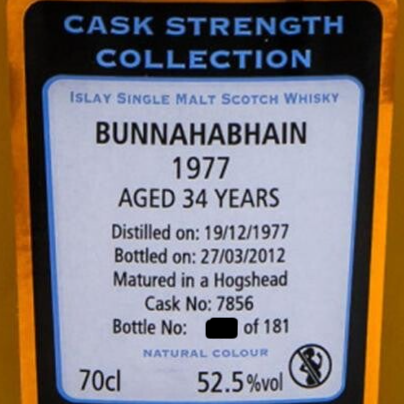 CASK STRENGTH
COLLECTION
ISLAY SINGLE MALT SCOTCH WHISKY
BUNNAHABHAIN
1977
AGED 34 YEARS
Distilled on: 19/12/1977
Bottled on: 27/03/2012
Matured in a Hogshead
Cask No: 7856
Bottle No: of 181
NATURAL COLOUR
70cl 52.5%vol